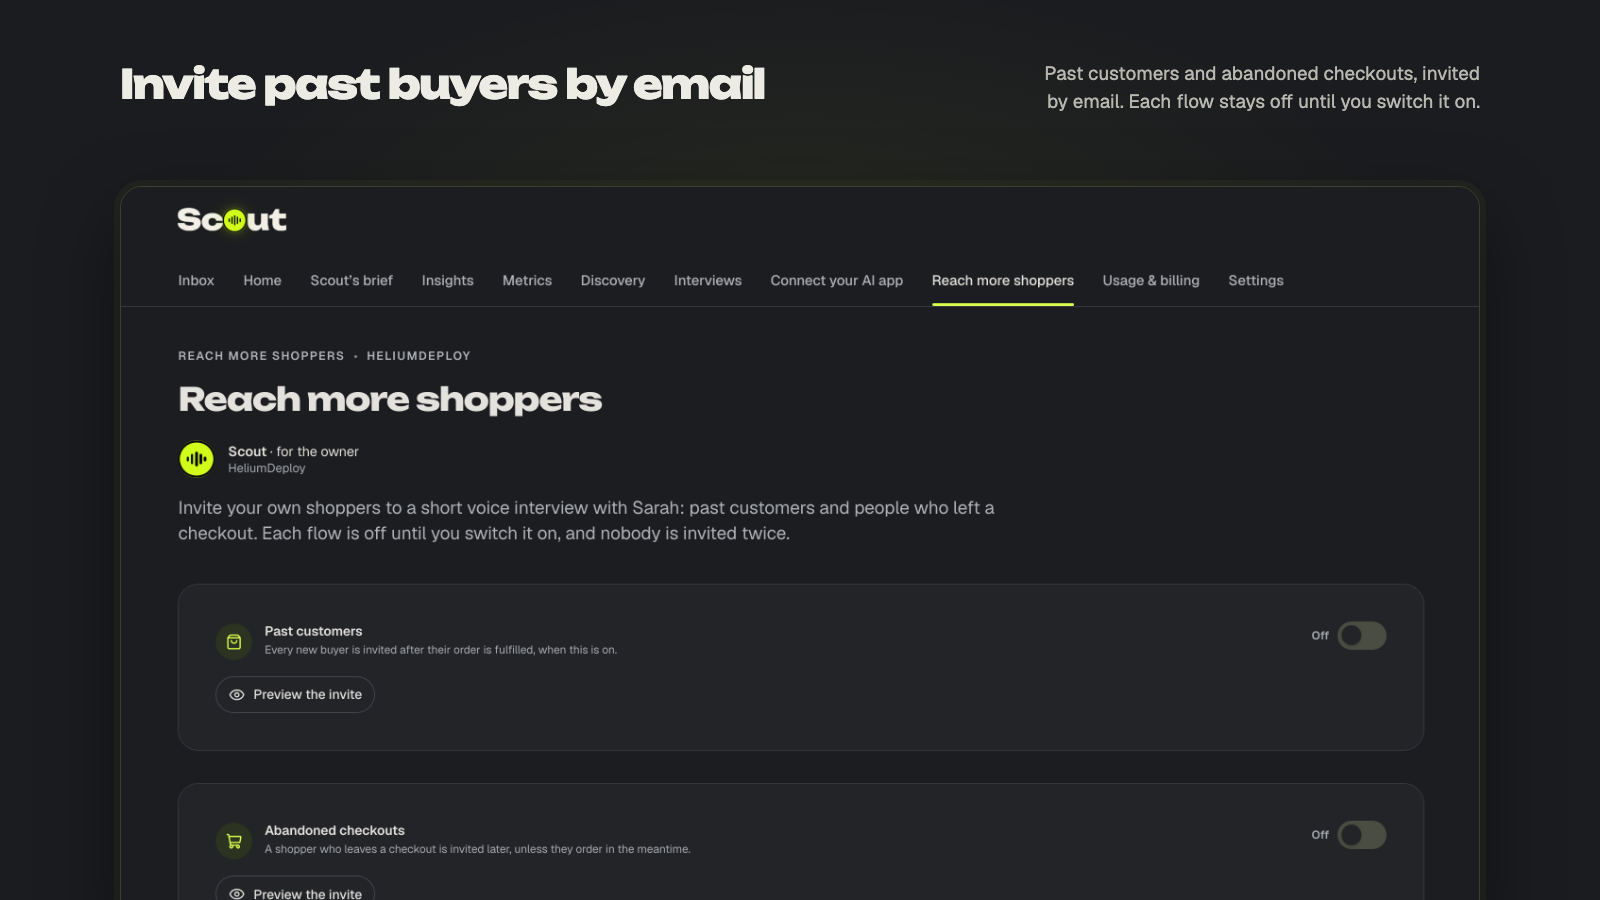 Invite past buyers by email
Past customers and abandoned checkouts, invited
by email. Each flow stays off until you switch it on.
Scout
Inbox Home Scout's brief Insights Metrics Discovery Interviews Connect your AI app Reach more shoppers Usage & billing Settings
REACH MORE SHOPPERS • HELIUMDEPLOY
Reach more shoppers
Scout · for the owner
HeliumDeploy
Invite your own shoppers to a short voice interview with Sarah: past customers and people who left a
checkout. Each flow is off until you switch it on, and nobody is invited twice.
Past customers
Every new buyer is invited after their order is fulfilled, when this is on.
Off
Preview the invite
Abandoned checkouts
A shopper who leaves a checkout is invited later, unless they order in the meantime.
Off
Preview the invite